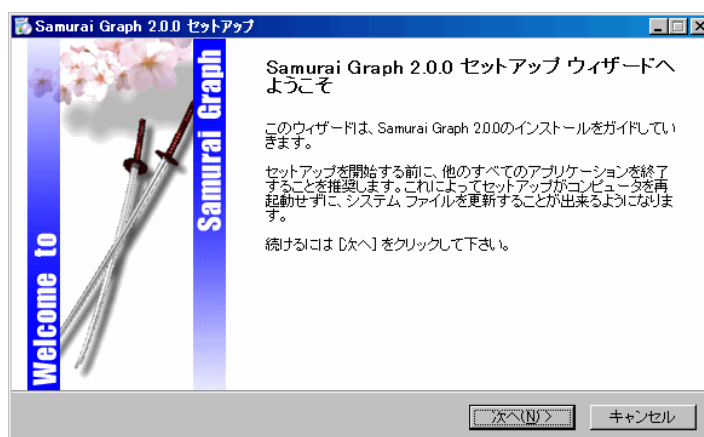 Samurai Graph 2.0.0 セットアップ
Welcome to
Samurai Graph
Samurai Graph 2.0.0 セットアップ ウィザードへ
ようこそ
このウィザードは、Samurai Graph 2.0.0のインストールをガイドしてい
きます。
セットアップを開始する前に、他のすべてのアプリケーションを終了
することを推奨します。これによってセットアップがコンピュータを再
起動せずに、システム ファイルを更新することが出来るようになりま
す。
続けるには [次へ] をクリックして下さい。
次へ(N) >
キャンセル